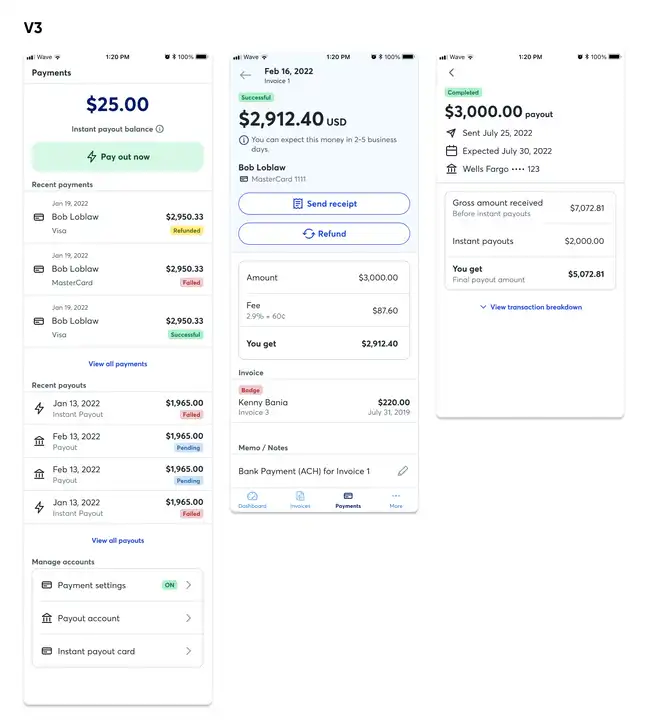 V3
Wave
1:20 PM
100%
Payments
$25.00
Instant payout balance
Pay out now
Recent payments
Jan 19, 2022
Bob Loblaw $2,950.33
Visa Refunded
Jan 19, 2022
Bob Loblaw $2,950.33
MasterCard Failed
Jan 19, 2022
Bob Loblaw $2,950.33
Visa Successful
View all payments
Recent payouts
Jan 13, 2022 $1,965.00
Instant Payout Failed
Feb 13, 2022 $1,965.00
Payout Pending
Feb 13, 2022 $1,965.00
Payout Pending
Jan 13, 2022 $1,965.00
Instant Payout Failed
View all payouts
Manage accounts
Payment settings ON
Payout account
Instant payout card
Wave
1:20 PM
100%
Feb 16, 2022
Invoice 1
Successful
$2,912.40 USD
You can expect this money in 2-5 business
days.
Bob Loblaw
MasterCard 1111
Send receipt
Refund
Amount $3,000.00
Fee $87.60
2.9% + 60¢
You get $2,912.40
Invoice
Badge
Kenny Bania $220.00
Invoice 3 July 31, 2019
Memo / Notes
Bank Payment (ACH) for Invoice 1
Dashboard Invoices Payments More
Wave
1:20 PM
100%
Completed
$3,000.00 payout
Sent July 25, 2022
Expected July 30, 2022
Wells Fargo •••• 123
Gross amount received $7,072.81
Before instant payouts
Instant payouts $2,000.00
You get $5,072.81
Final payout amount
View transaction breakdown